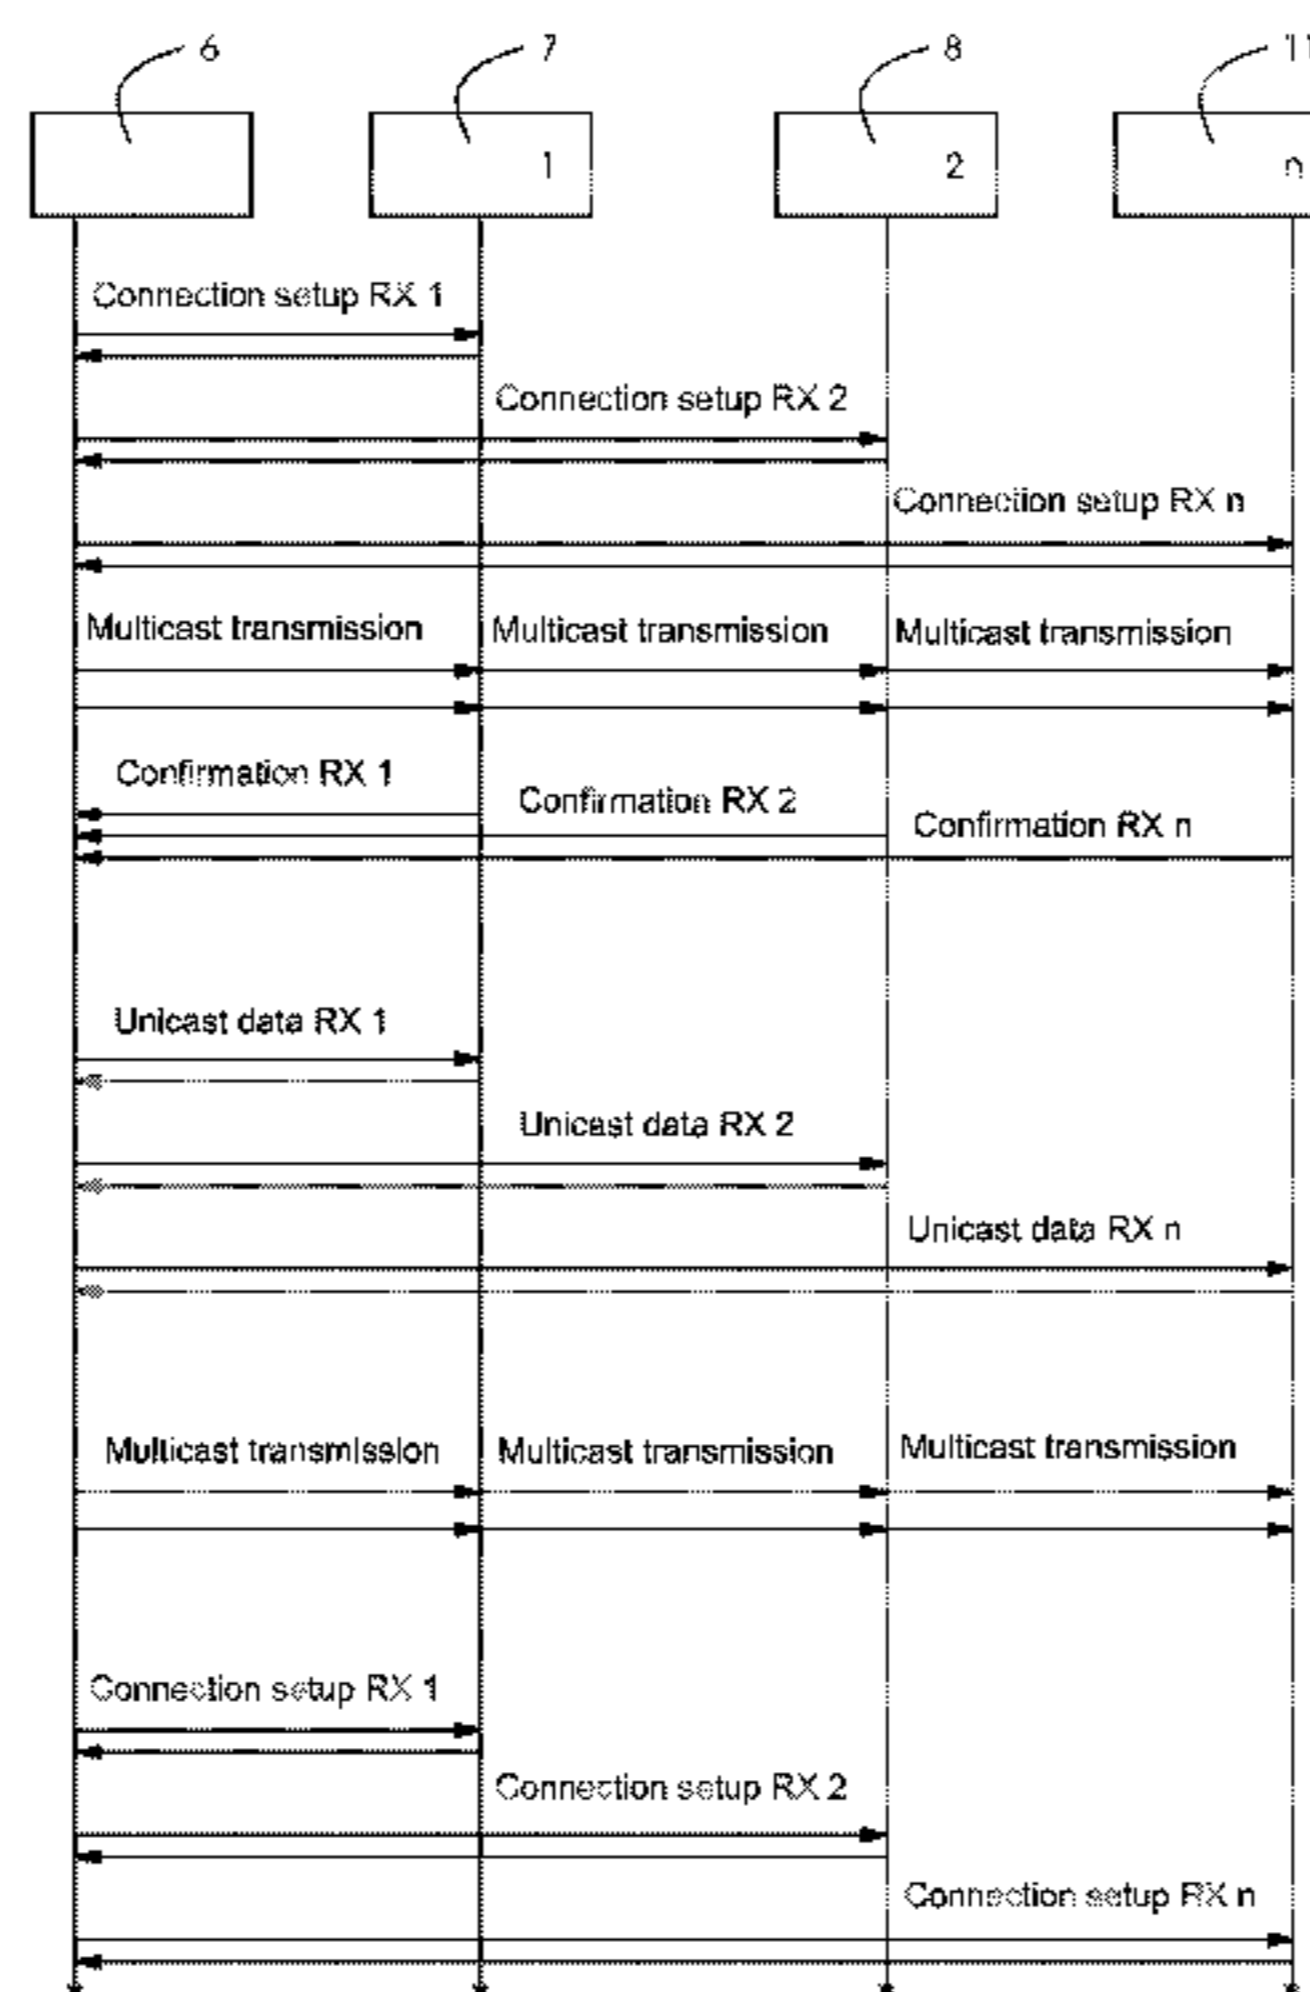 6 7 8 11
1 2 n
Connection setup RX 1
Connection setup RX 2
Connection setup RX n
Multicast transmission Multicast transmission Multicast transmission
Confirmation RX 1
Confirmation RX 2
Confirmation RX n
Unicast data RX 1
Unicast data RX 2
Unicast data RX n
Multicast transmission Multicast transmission Multicast transmission
Connection setup RX 1
Connection setup RX 2
Connection setup RX n